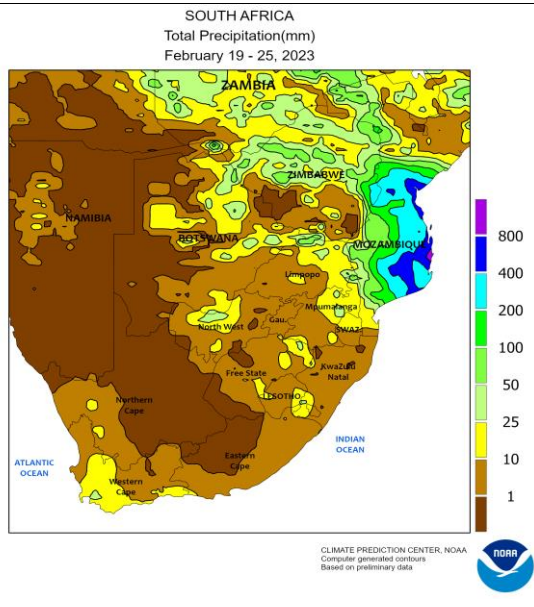 SOUTH AFRICA
Total Precipitation(mm)
February 19 - 25, 2023
ZAMBIA
ZIMBABWE
NAMIBIA
BOTSWANA
MOZAMBIQUE
Limpopo
Mpumalanga
North West
Gau.
SWAZ.
Free State
KwaZulu
Natal
LESOTHO
Northern
Cape
Eastern
Cape
Western
Cape
INDIAN
OCEAN
ATLANTIC
OCEAN
800
400
200
100
50
25
10
1
CLIMATE PREDICTION CENTER, NOAA
Computer generated contours
Based on preliminary data
NOAA